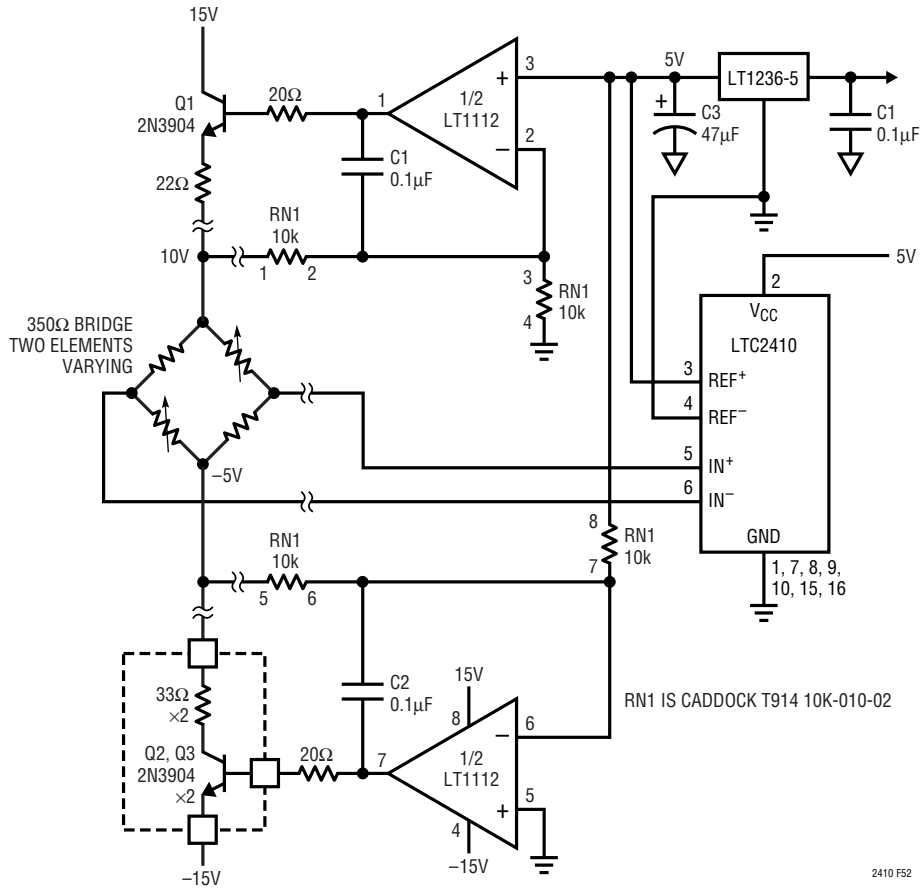 15V
Q1
2N3904
20Ω
1
1/2
LT1112
+
3
−
2
5V
LT1236-5
+
C3
47µF
C1
0.1µF
C1
0.1µF
22Ω
10V
RN1
10k
1
2
3
4
RN1
10k
5V
2
VCC
LTC2410
3
REF+
4
REF−
5
IN+
6
IN−
GND
1, 7, 8, 9,
10, 15, 16
350Ω BRIDGE
TWO ELEMENTS
VARYING
−5V
8
RN1
10k
7
RN1
10k
5
6
33Ω
×2
Q2, Q3
2N3904
×2
20Ω
−15V
C2
0.1µF
15V
8
7
1/2
LT1112
−
6
+
5
4
−15V
RN1 IS CADDOCK T914 10K-010-02
2410 F52